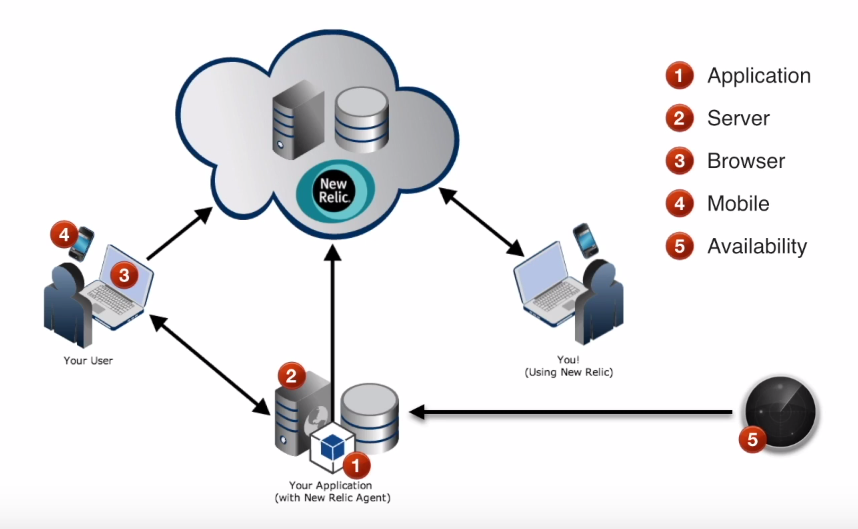 New
Relic.
1 Application
2 Server
3 Browser
4 Mobile
5 Availability
4
3
Your User
You!
(Using New Relic)
2
1
Your Application
(with New Relic Agent)
5